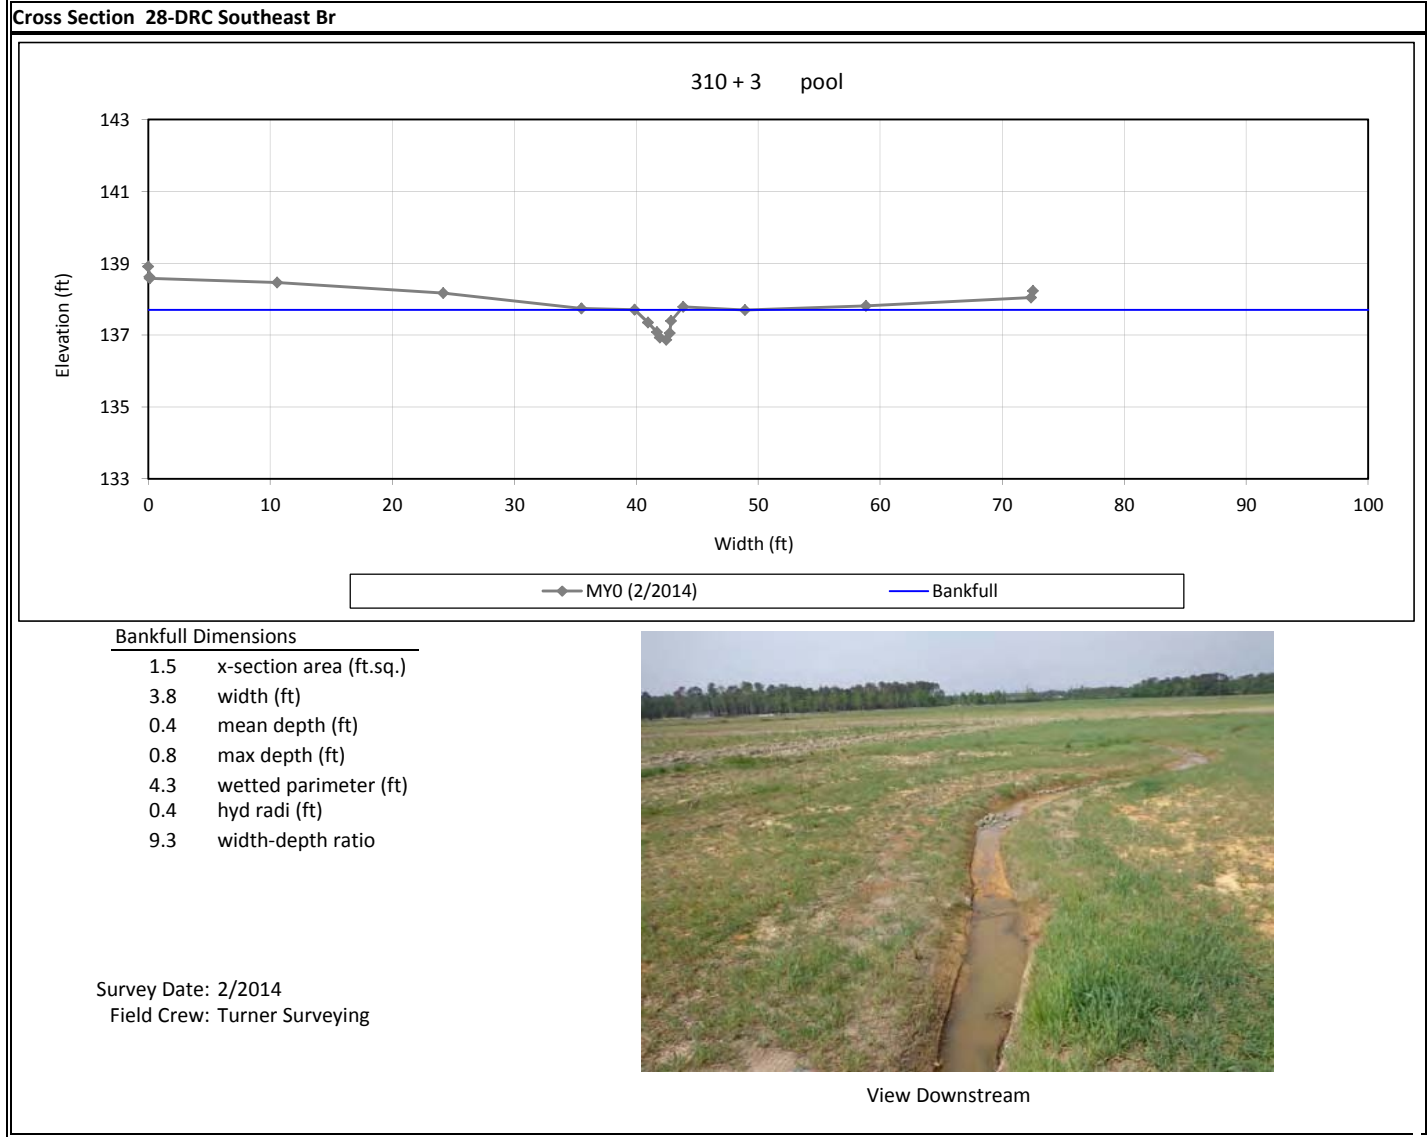 Cross Section  28-DRC Southeast Br
310 + 3 pool
143
141
139
137
135
133
Elevation (ft)
0 10 20 30 40 50 60 70 80 90 100
Width (ft)
MY0 (2/2014) Bankfull
Bankfull Dimensions
1.5 x-section area (ft.sq.)
3.8 width (ft)
0.4 mean depth (ft)
0.8 max depth (ft)
4.3 wetted parimeter (ft)
0.4 hyd radi (ft)
9.3 width-depth ratio
Survey Date: 2/2014
Field Crew: Turner Surveying
View Downstream